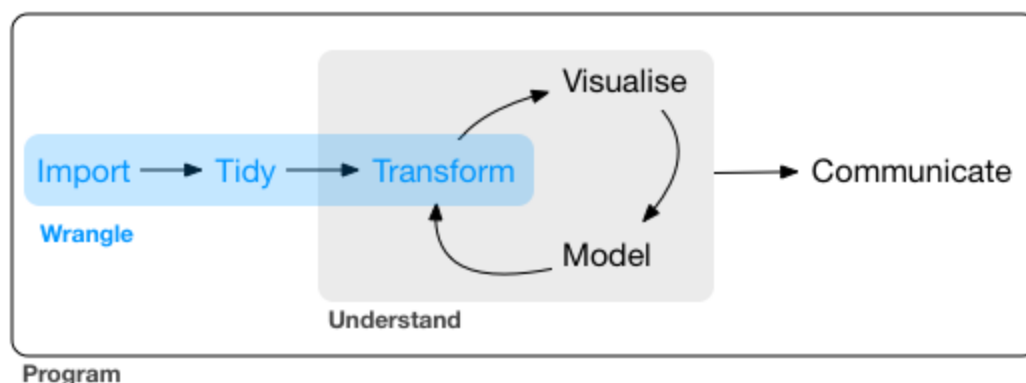 Visualise
Import
Tidy
Transform
Communicate
Wrangle
Model
Understand
Program